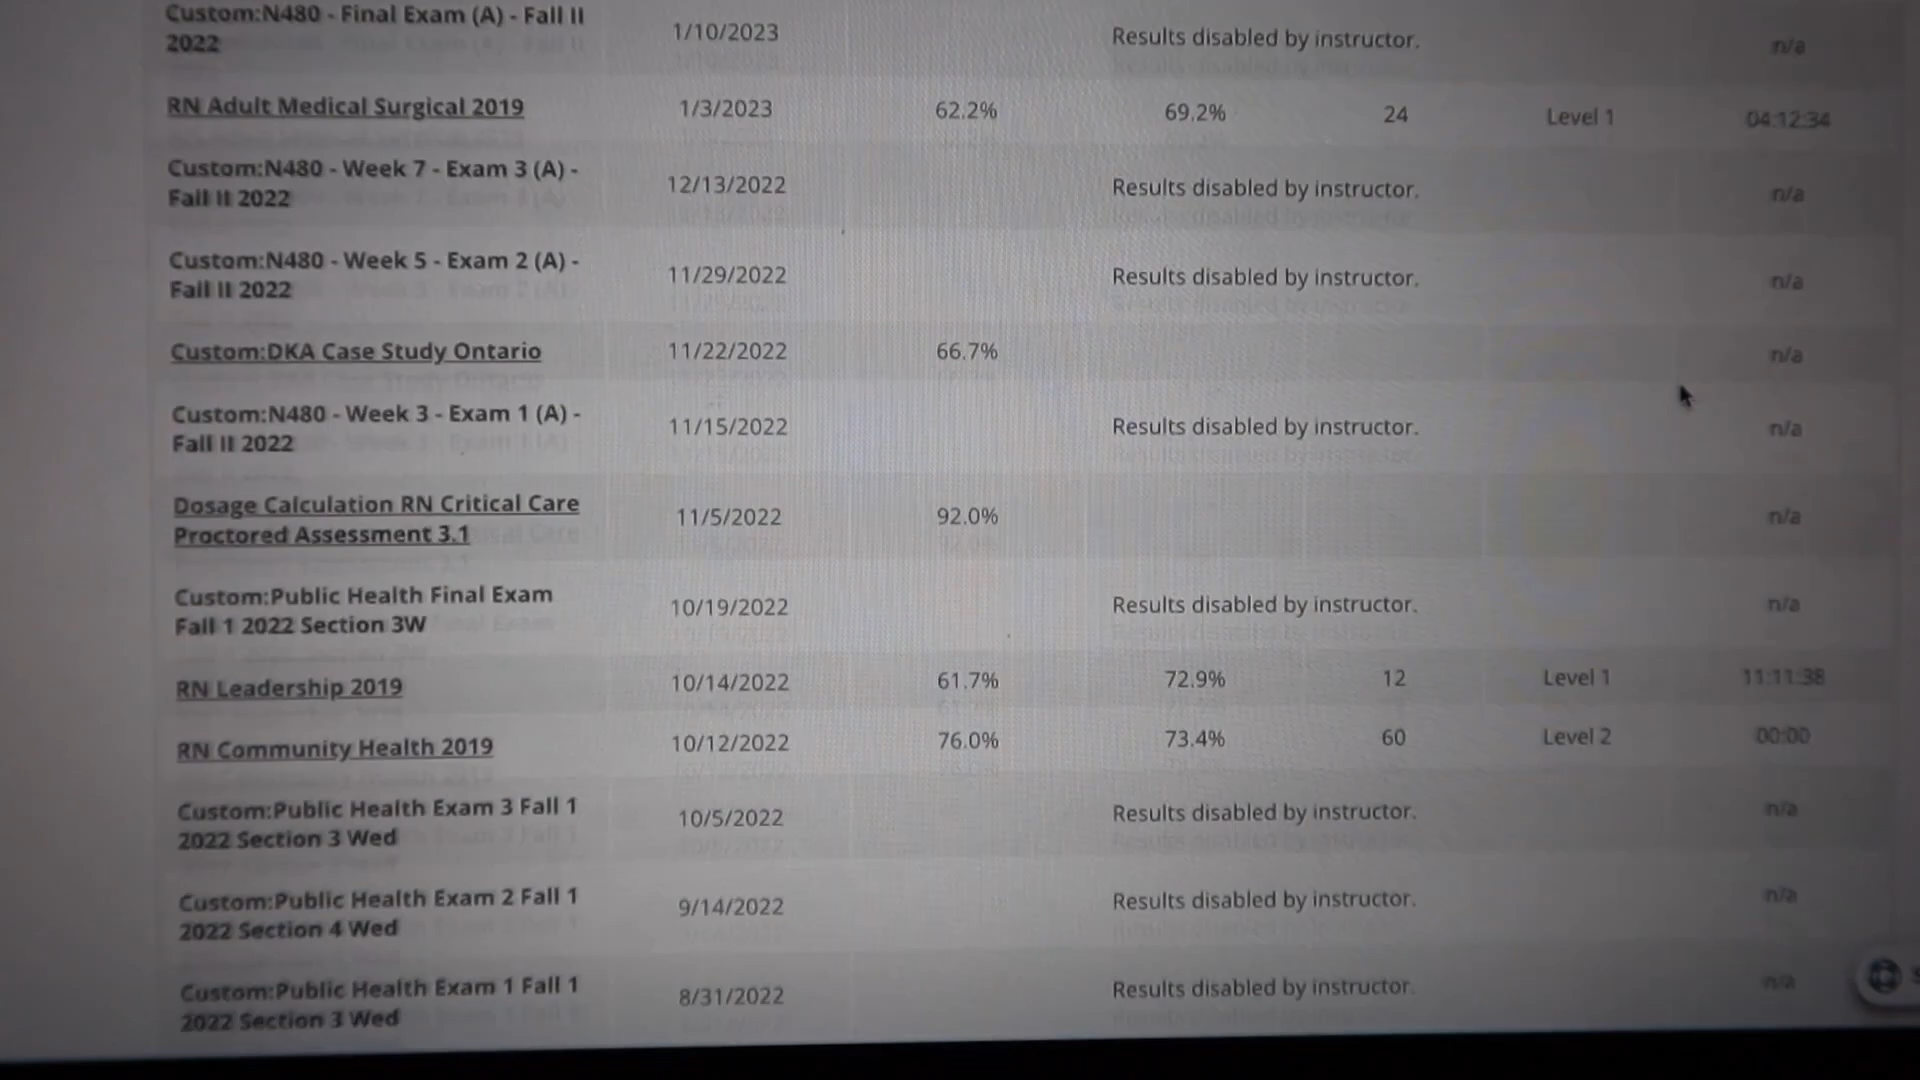 Custom:N480 - Final Exam (A) - Fall II
2022
1/10/2023
Results disabled by instructor.
n/a
RN Adult Medical Surgical 2019
1/3/2023
62.2%
69.2%
24
Level 1
04:12:34
Custom:N480 - Week 7 - Exam 3 (A) -
Fall II 2022
12/13/2022
Results disabled by instructor.
n/a
Custom:N480 - Week 5 - Exam 2 (A) -
Fall II 2022
11/29/2022
Results disabled by instructor.
n/a
Custom:DKA Case Study Ontario
11/22/2022
66.7%
n/a
Custom:N480 - Week 3 - Exam 1 (A) -
Fall II 2022
11/15/2022
Results disabled by instructor.
n/a
Dosage Calculation RN Critical Care
Proctored Assessment 3.1
11/5/2022
92.0%
n/a
Custom:Public Health Final Exam
Fall 1 2022 Section 3W
10/19/2022
Results disabled by instructor.
n/a
RN Leadership 2019
10/14/2022
61.7%
72.9%
12
Level 1
11:11:38
RN Community Health 2019
10/12/2022
76.0%
73.4%
60
Level 2
00:00
Custom:Public Health Exam 3 Fall 1
2022 Section 3 Wed
10/5/2022
Results disabled by instructor.
n/a
Custom:Public Health Exam 2 Fall 1
2022 Section 4 Wed
9/14/2022
Results disabled by instructor.
n/a
Custom:Public Health Exam 1 Fall 1
2022 Section 3 Wed
8/31/2022
Results disabled by instructor.
n/a